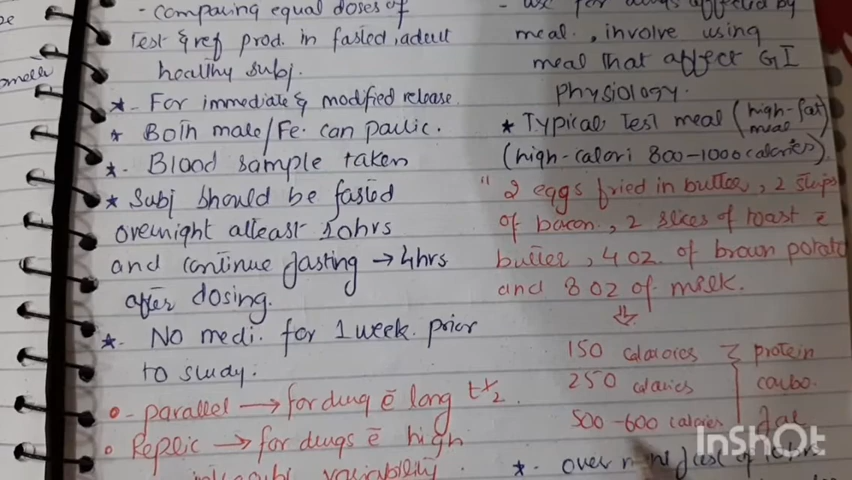 - comparing equal doses of
Test & ref prod. in fasted, adult
healthy subj.
* - For immediate & modified release
* Both male/Fe. can
* - Blood sample taken
* Subj should be fasted
overnight atleast 10hrs
and continue fasting → 4hrs
after dosing.
* - No medi. for 1 week prior
to study.
- parallel → for drug c̄ long t½.
Replic → for drugs c̄ high
variability.
by
meal., involve using
meal that affect GI
physiology.
* Typical Test meal (high-fat meal)
(high-calori 800-1000 calories).
" 2 eggs fried in butter, 2 strips
of bacon, 2 slices of toast c̄
butter, 4 oz. of brown potato
and 8 oz of meelk.
⇓
150 caloroies } protein
250 calories carbo.
500-600 calories fat
* -
InShOt